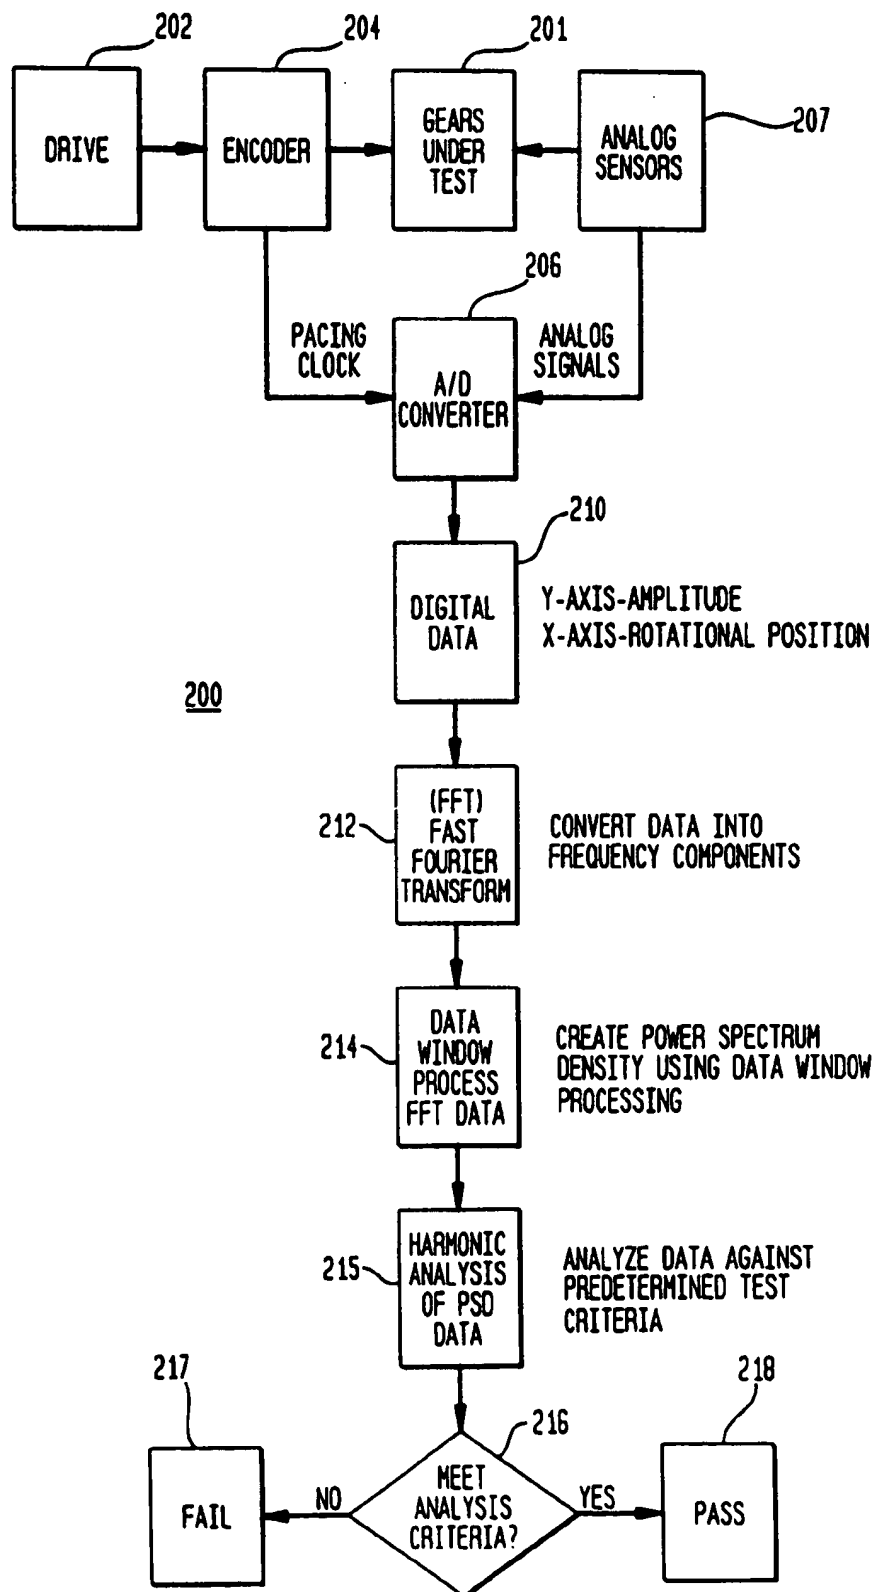 202
204
201
207
DRIVE
ENCODER
GEARS
UNDER
TEST
ANALOG
SENSORS
206
PACING
CLOCK
A/D
CONVERTER
ANALOG
SIGNALS
210
DIGITAL
DATA
Y-AXIS-AMPLITUDE
X-AXIS-ROTATIONAL POSITION
200
212
(FFT)
FAST
FOURIER
TRANSFORM
CONVERT DATA INTO
FREQUENCY COMPONENTS
214
DATA
WINDOW
PROCESS
FFT DATA
CREATE POWER SPECTRUM
DENSITY USING DATA WINDOW
PROCESSING
215
HARMONIC
ANALYSIS
OF PSD
DATA
ANALYZE DATA AGAINST
PREDETERMINED TEST
CRITERIA
217
216
218
FAIL
NO
MEET
ANALYSIS
CRITERIA?
YES
PASS